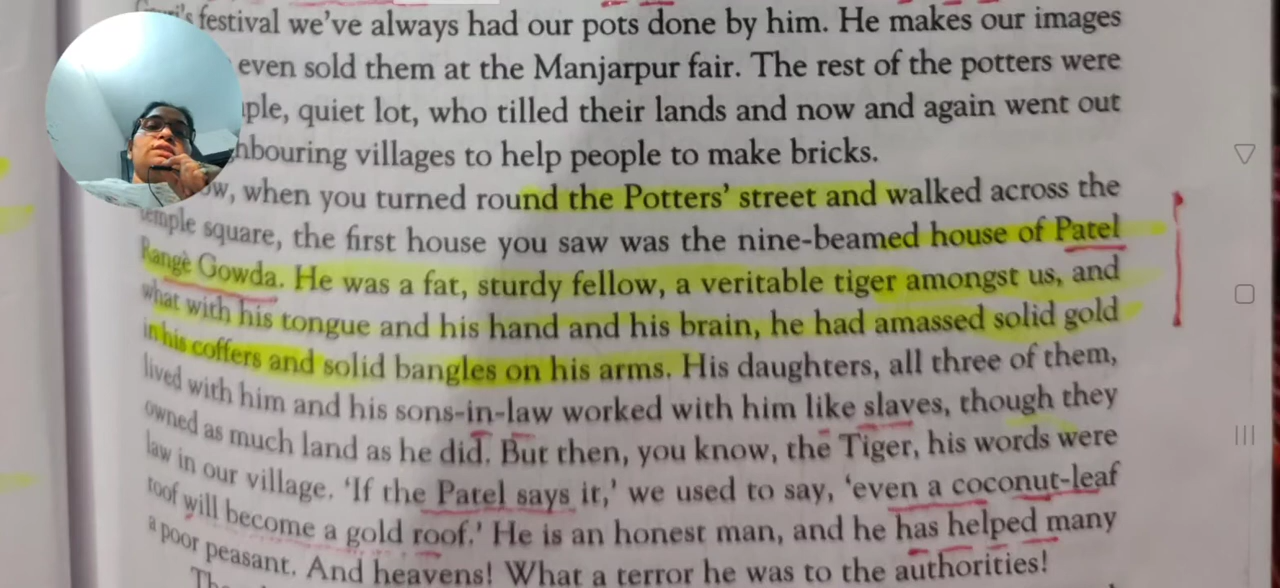 festival we've always had our pots done by him. He makes our images
even sold them at the Manjarpur fair. The rest of the potters were
quiet lot, who tilled their lands and now and again went out
villages to help people to make bricks.
when you turned round the Potters' street and walked across the
temple square, the first house you saw was the nine-beamed house of Patel
Rangè Gowda. He was a fat, sturdy fellow, a veritable tiger amongst us, and
what with his tongue and his hand and his brain, he had amassed solid gold
in his coffers and solid bangles on his arms. His daughters, all three of them,
lived with him and his sons-in-law worked with him like slaves, though they
owned as much land as he did. But then, you know, the Tiger, his words were
law in our village. 'If the Patel says it,' we used to say, 'even a coconut-leaf
roof will become a gold roof.' He is an honest man, and he has helped many
a poor peasant. And heavens! What a terror he was to the authorities!